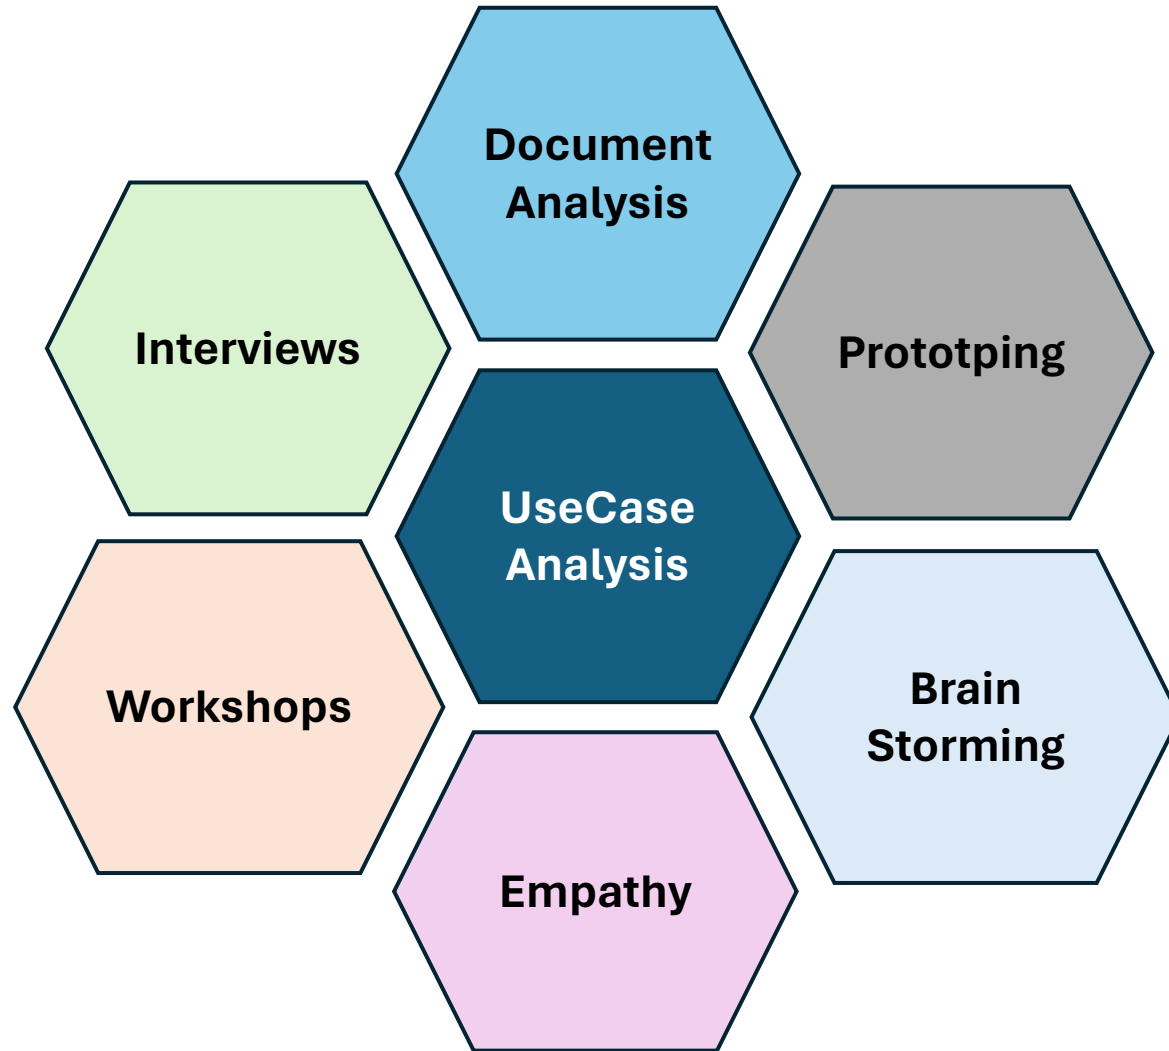 Document
Analysis
Interviews
Prototping
UseCase
Analysis
Workshops
Brain
Storming
Empathy